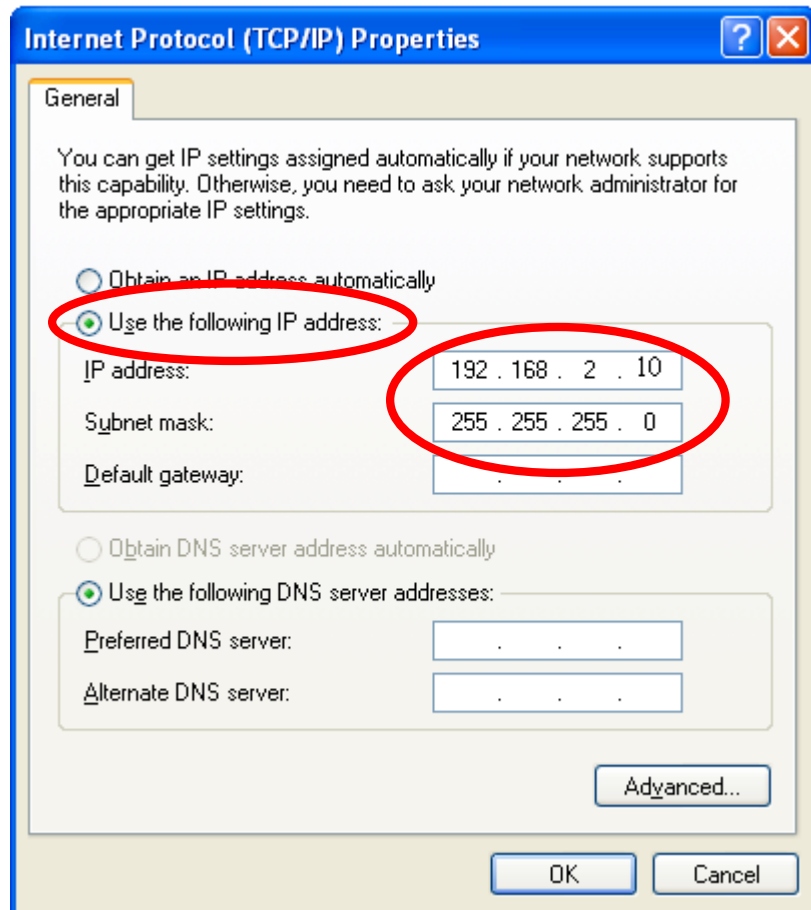 Internet Protocol (TCP/IP) Properties
General
You can get IP settings assigned automatically if your network supports
this capability. Otherwise, you need to ask your network administrator for
the appropriate IP settings.
Obtain an IP address automatically
Use the following IP address:
IP address: 192 . 168 . 2 . 10
Subnet mask: 255 . 255 . 255 . 0
Default gateway: . . .
Obtain DNS server address automatically
Use the following DNS server addresses:
Preferred DNS server: . . .
Alternate DNS server: . . .
Advanced...
OK Cancel